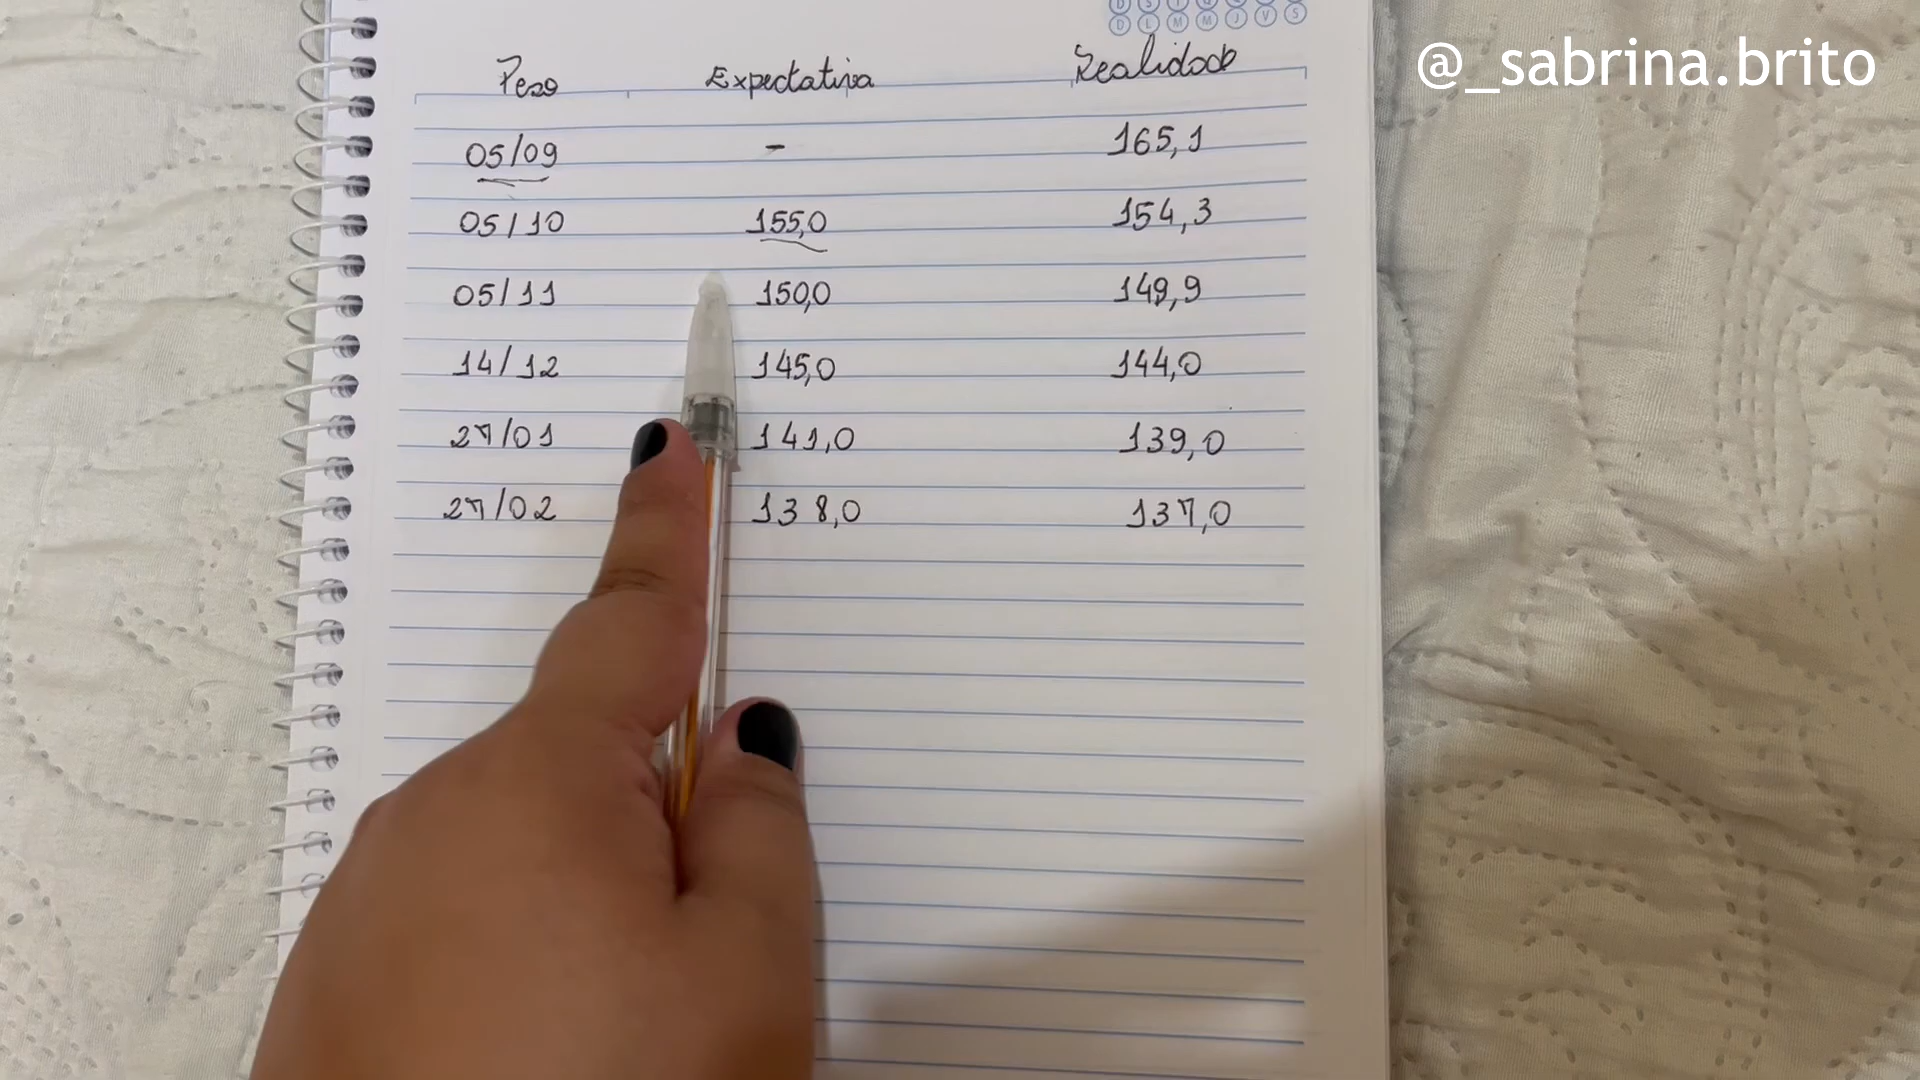 D S T Q Q S S
D L M M J V S
@_sabrina.brito
Peso Expectativa Realidade
05/09 - 165,1
05/10 155,0 154,3
05/11 150,0 149,9
14/12 145,0 144,0
27/01 141,0 139,0
27/02 138,0 137,0